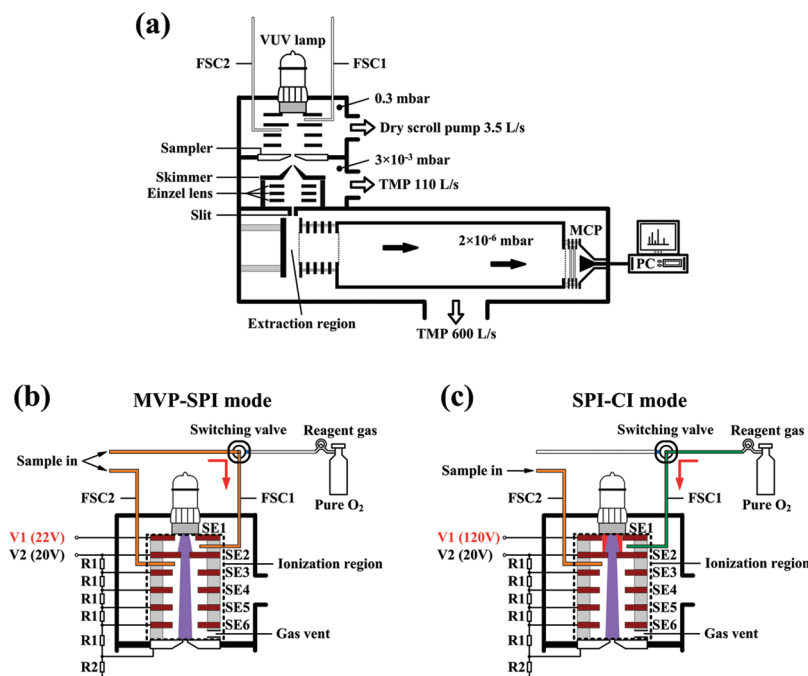 (a)
VUV lamp
FSC2
FSC1
0.3 mbar
Dry scroll pump 3.5 L/s
Sampler
3×10⁻³ mbar
Skimmer
TMP 110 L/s
Einzel lens
Slit
MCP
2×10⁻⁶ mbar
PC
Extraction region
TMP 600 L/s
(b)
MVP-SPI mode
Switching valve
Reagent gas
Sample in
FSC2
FSC1
Pure O₂
V1 (22V)
SE1
V2 (20V)
SE2
Ionization region
R1
SE3
R1
SE4
R1
SE5
R1
SE6
R1
Gas vent
R2
(c)
SPI-CI mode
Switching valve
Reagent gas
Sample in
FSC2
FSC1
Pure O₂
V1 (120V)
SE1
V2 (20V)
SE2
Ionization region
R1
SE3
R1
SE4
R1
SE5
R1
SE6
R1
Gas vent
R2